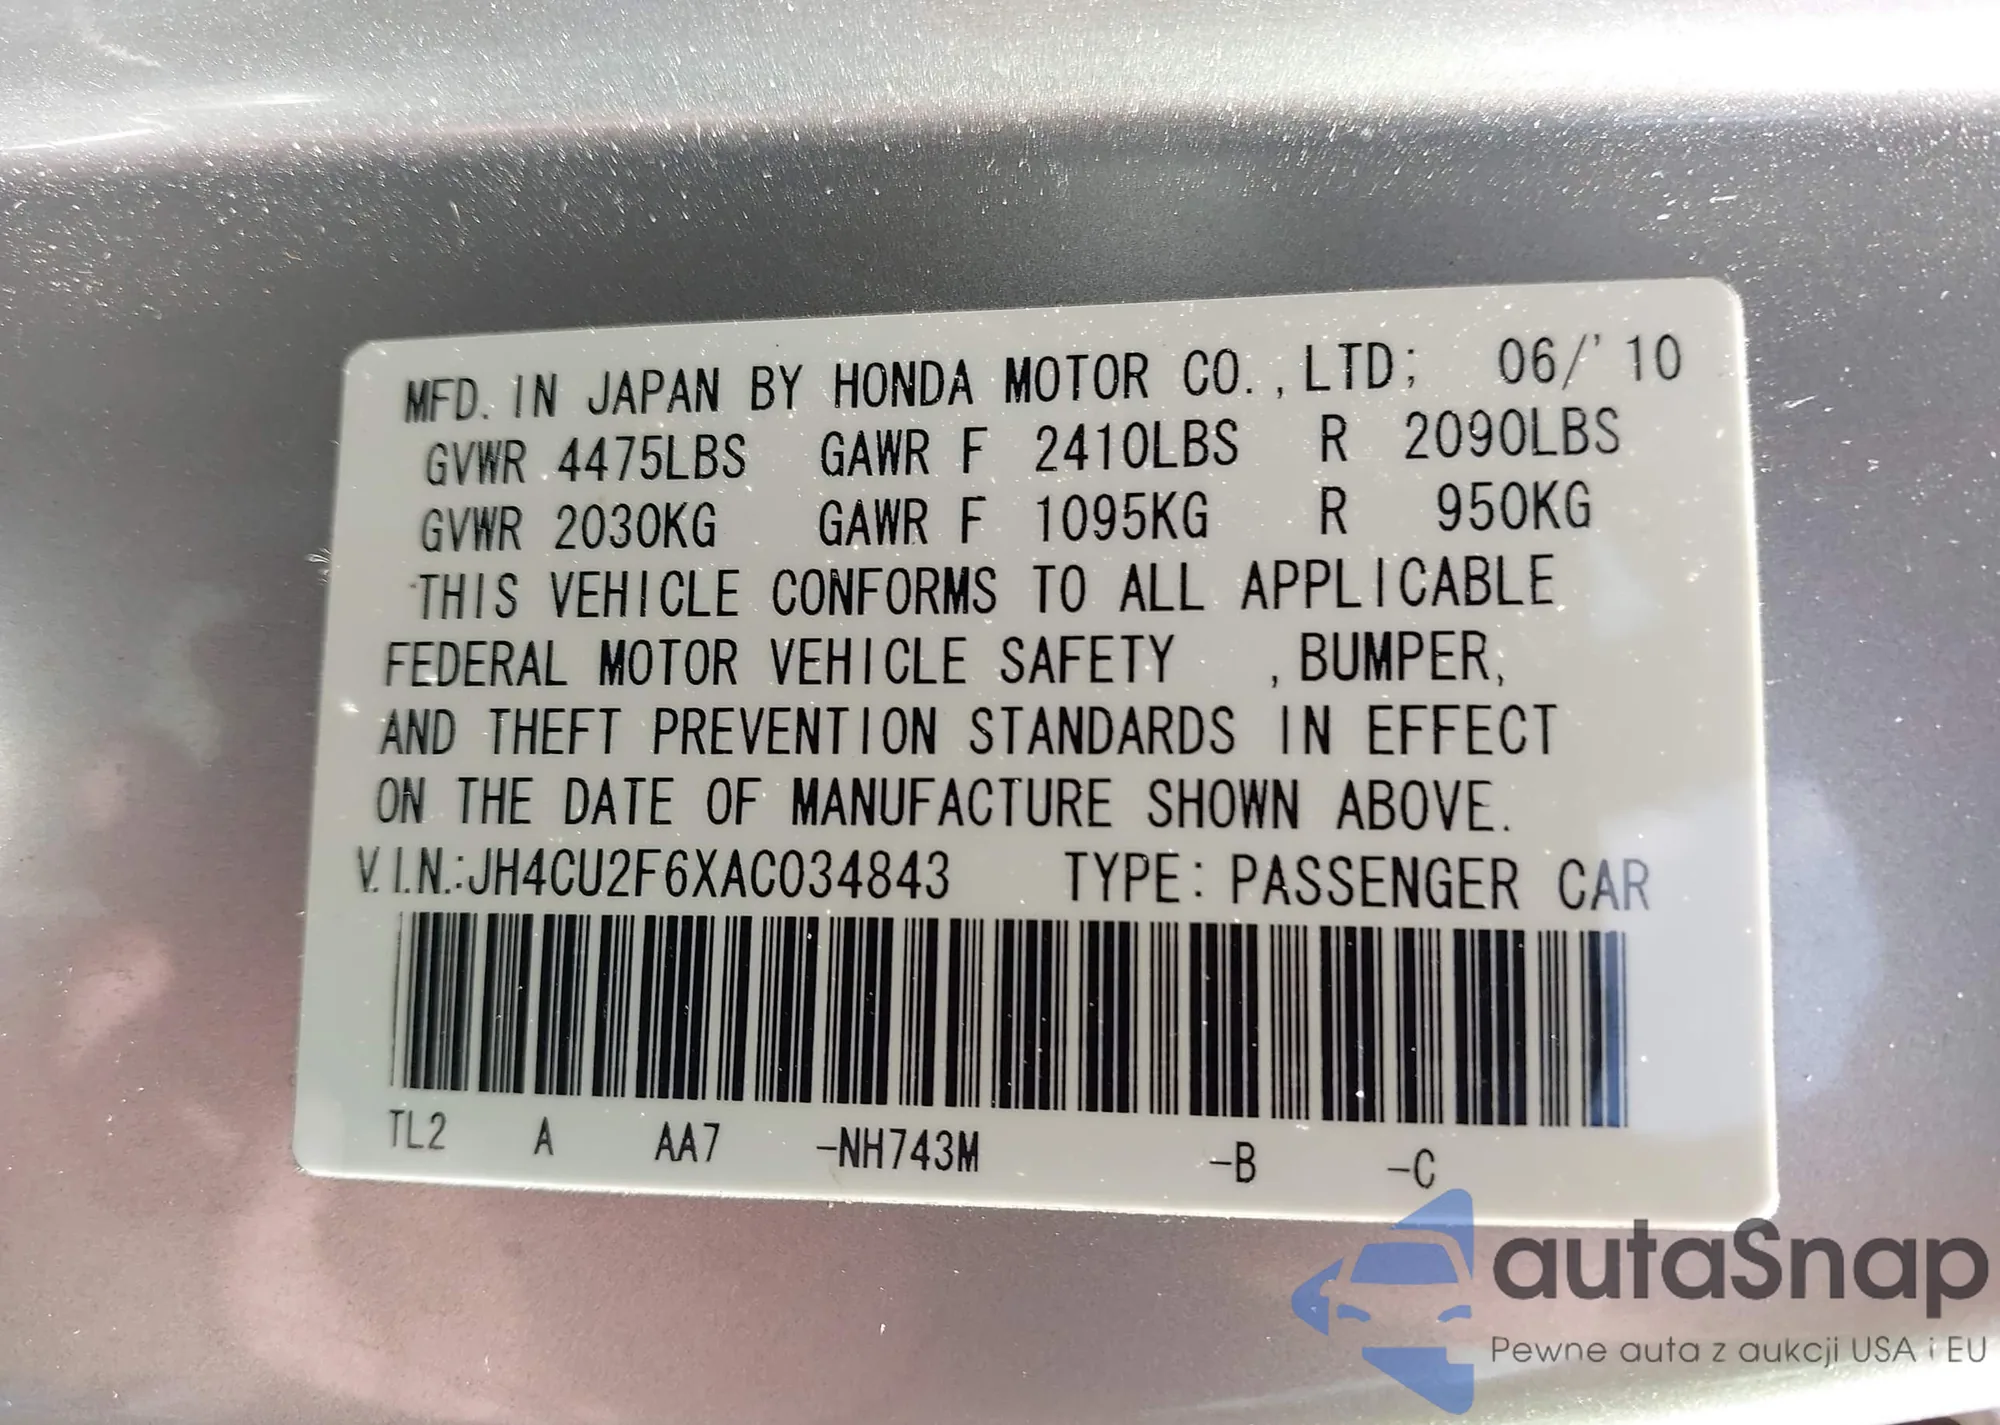 MFD. IN JAPAN BY HONDA MOTOR CO., LTD; 06/'10
GVWR 4475LBS GAWR F 2410LBS R 2090LBS
GVWR 2030KG GAWR F 1095KG R 950KG
THIS VEHICLE CONFORMS TO ALL APPLICABLE
FEDERAL MOTOR VEHICLE SAFETY , BUMPER,
AND THEFT PREVENTION STANDARDS IN EFFECT
ON THE DATE OF MANUFACTURE SHOWN ABOVE.
V.I.N.:JH4CU2F6XAC034843 TYPE: PASSENGER CAR
TL2 A AA7 -NH743M -B -C
autaSnap
Pewne auta z aukcji USA i EU